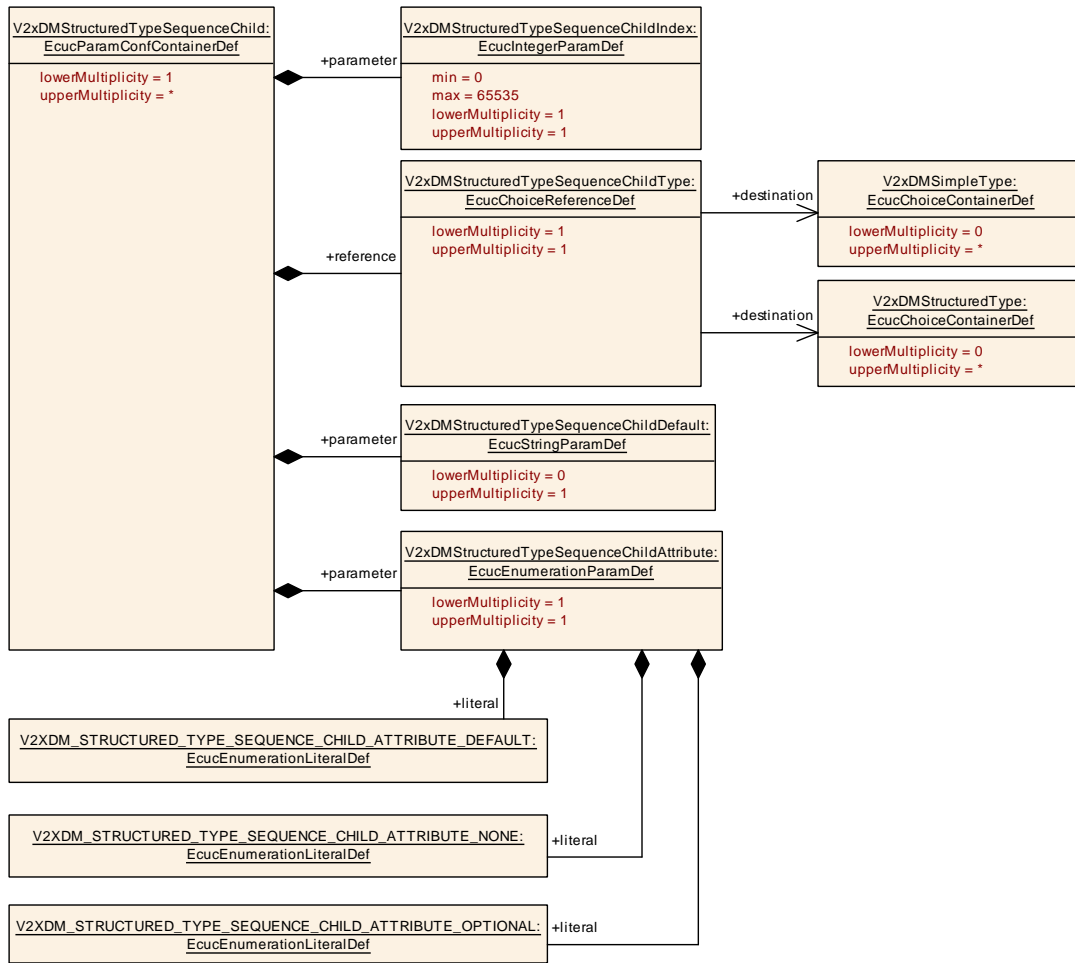 V2xDMStructuredTypeSequenceChild:
EcucParamConfContainerDef
lowerMultiplicity = 1
upperMultiplicity = *
+parameter
V2xDMStructuredTypeSequenceChildIndex:
EcucIntegerParamDef
min = 0
max = 65535
lowerMultiplicity = 1
upperMultiplicity = 1
+reference
V2xDMStructuredTypeSequenceChildType:
EcucChoiceReferenceDef
lowerMultiplicity = 1
upperMultiplicity = 1
+destination
V2xDMSimpleType:
EcucChoiceContainerDef
lowerMultiplicity = 0
upperMultiplicity = *
+destination
V2xDMStructuredType:
EcucChoiceContainerDef
lowerMultiplicity = 0
upperMultiplicity = *
+parameter
V2xDMStructuredTypeSequenceChildDefault:
EcucStringParamDef
lowerMultiplicity = 0
upperMultiplicity = 1
+parameter
V2xDMStructuredTypeSequenceChildAttribute:
EcucEnumerationParamDef
lowerMultiplicity = 1
upperMultiplicity = 1
+literal
V2XDM_STRUCTURED_TYPE_SEQUENCE_CHILD_ATTRIBUTE_DEFAULT:
EcucEnumerationLiteralDef
V2XDM_STRUCTURED_TYPE_SEQUENCE_CHILD_ATTRIBUTE_NONE:
EcucEnumerationLiteralDef
+literal
V2XDM_STRUCTURED_TYPE_SEQUENCE_CHILD_ATTRIBUTE_OPTIONAL:
EcucEnumerationLiteralDef
+literal